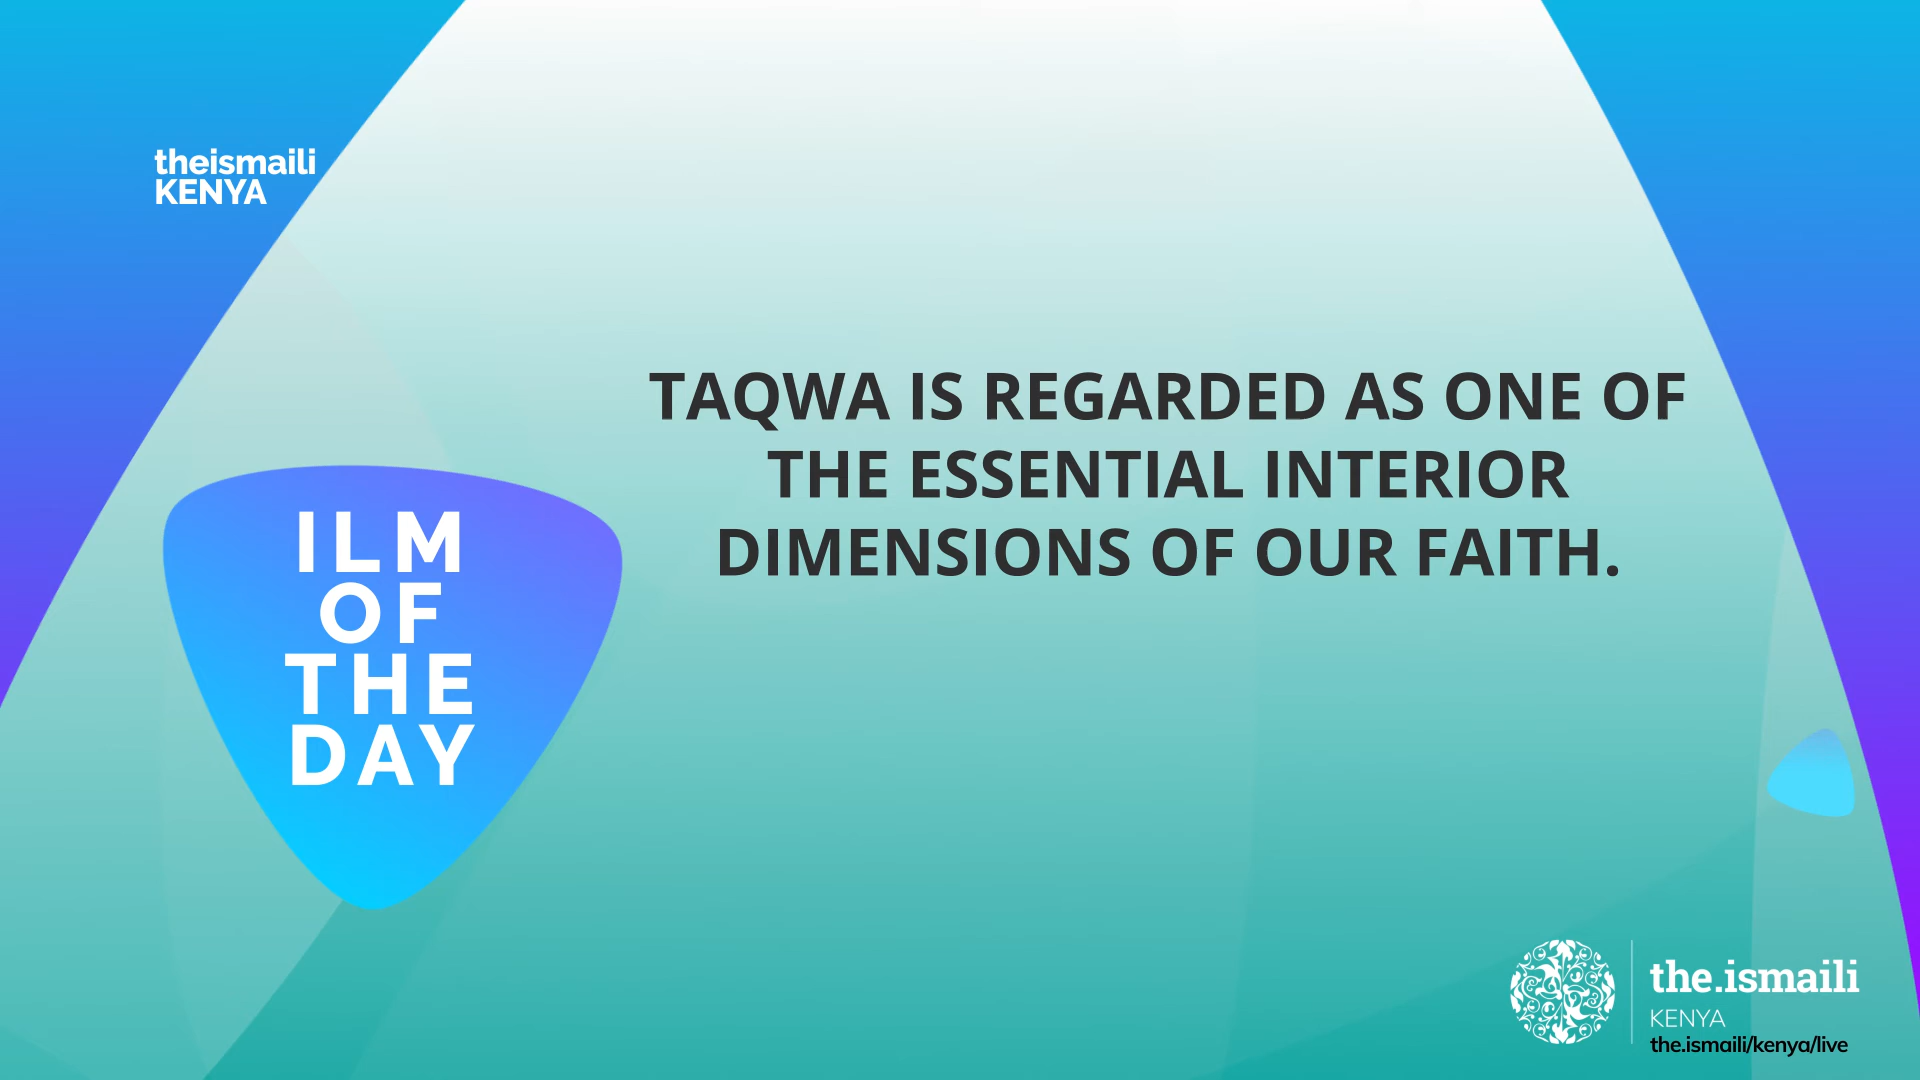 theismaili
KENYA
TAQWA IS REGARDED AS ONE OF
THE ESSENTIAL INTERIOR
DIMENSIONS OF OUR FAITH.
ILM
OF
THE
DAY
the.ismaili
KENYA
the.ismaili/kenya/live